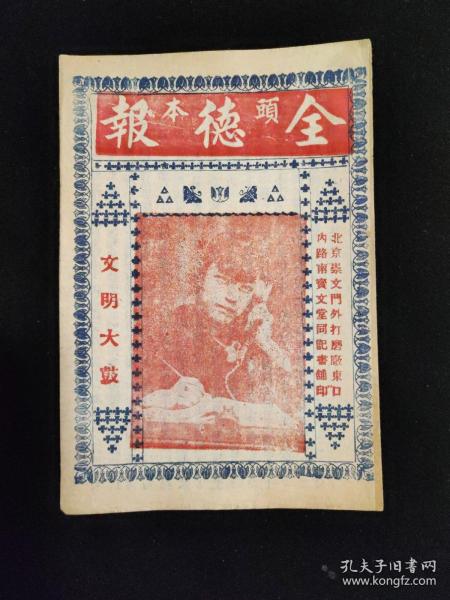 全德報
頭本
北京崇文門外打磨廠東口
內路南寶文堂同記書鋪印
文明大鼓
孔夫子旧书网
www.kongfz.com